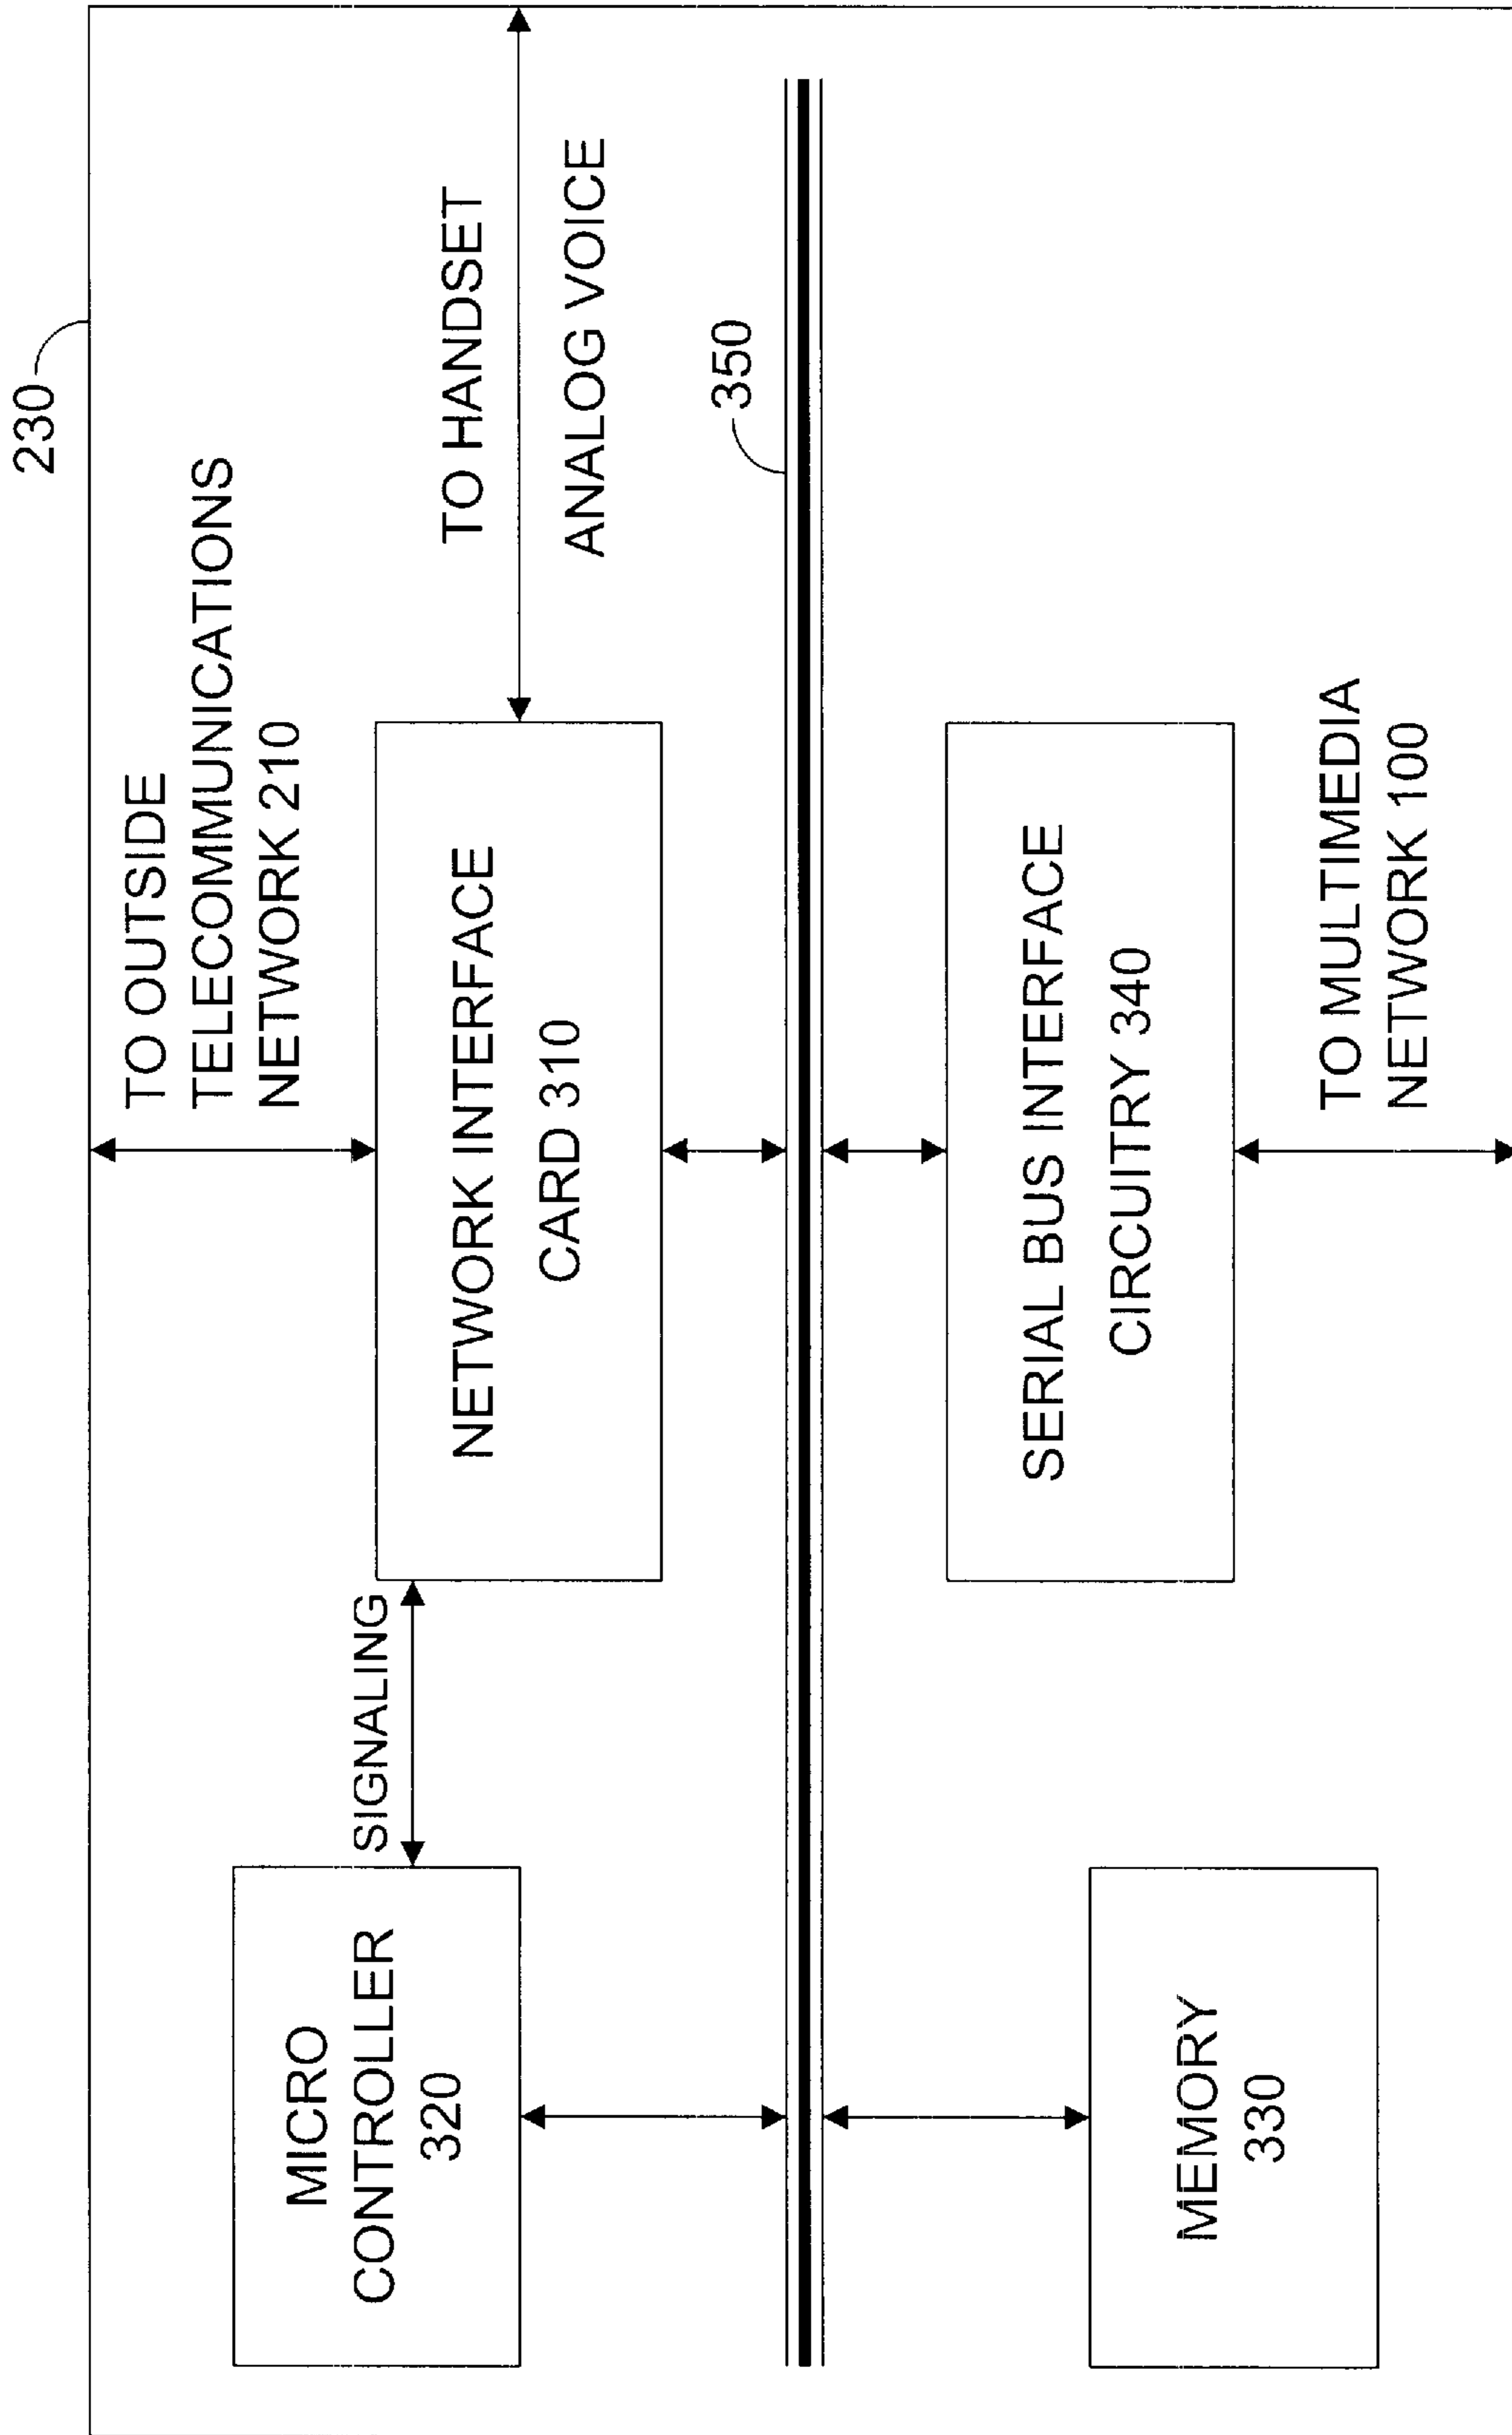 230
TO OUTSIDE
TELECOMMUNICATIONS
NETWORK 210
MICRO
CONTROLLER
320
SIGNALING
NETWORK INTERFACE
CARD 310
TO HANDSET
ANALOG VOICE
350
MEMORY
330
SERIAL BUS INTERFACE
CIRCUITRY 340
TO MULTIMEDIA
NETWORK 100